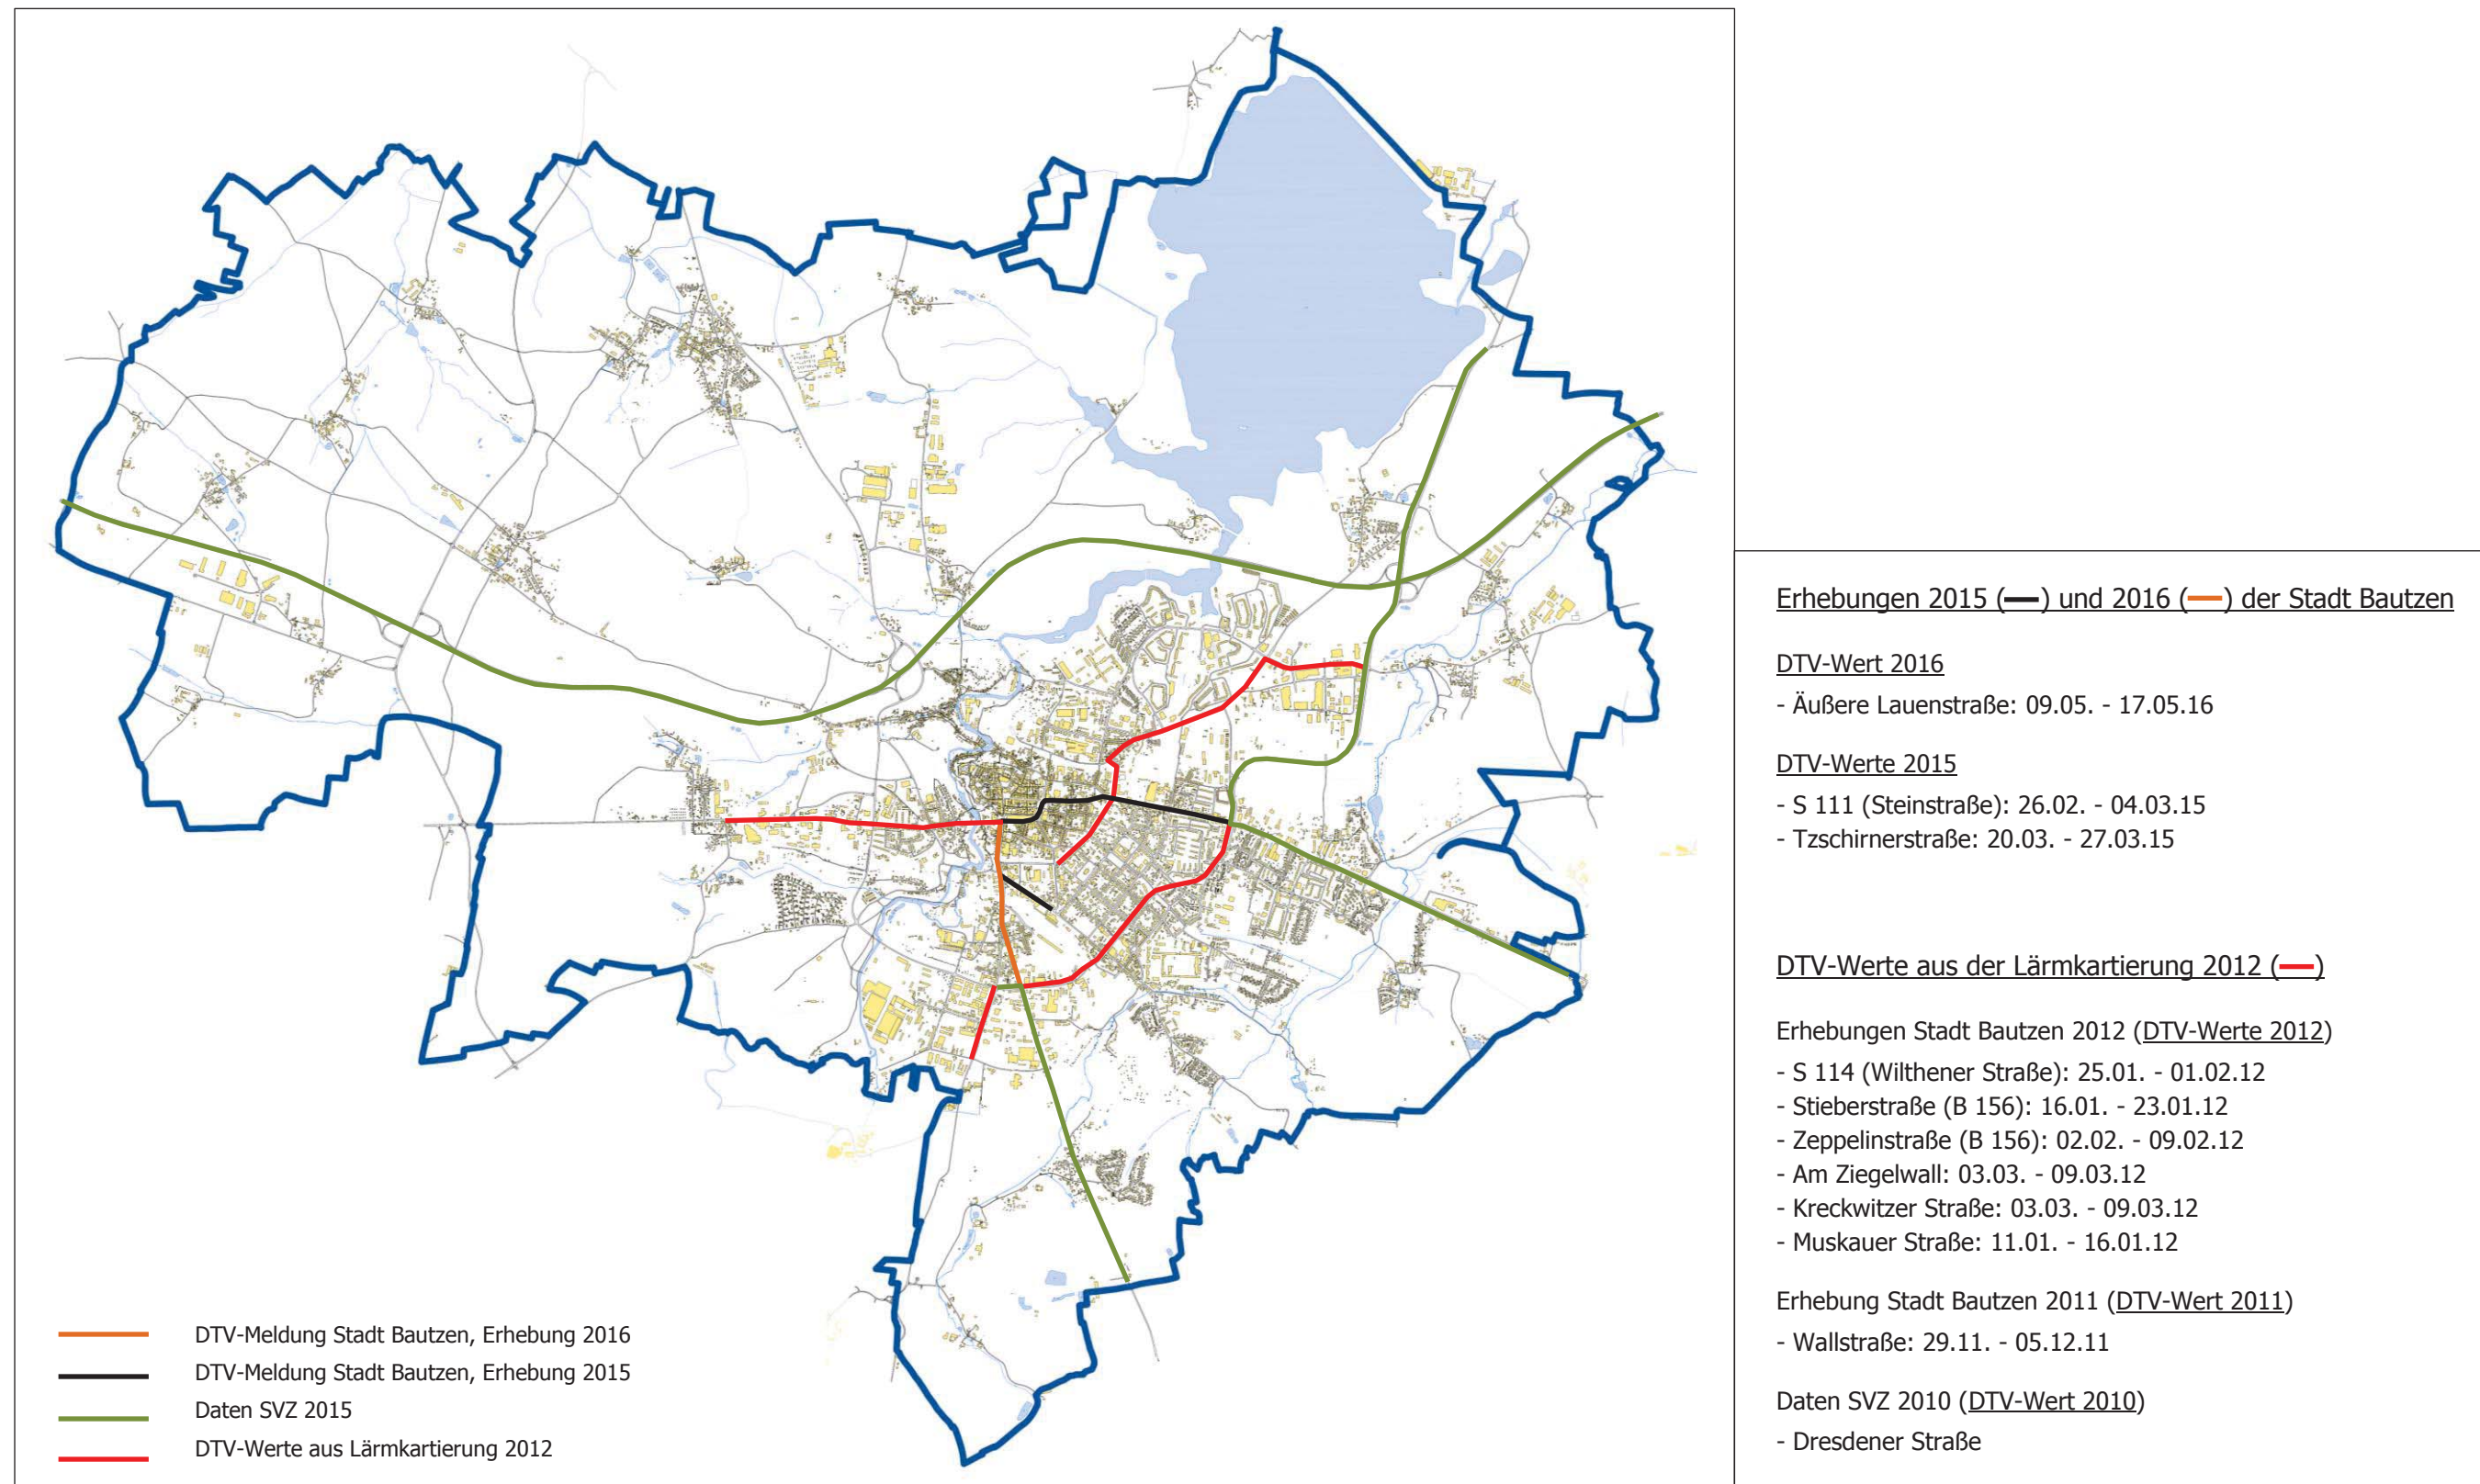 DTV-Meldung Stadt Bautzen, Erhebung 2016
DTV-Meldung Stadt Bautzen, Erhebung 2015
Daten SVZ 2015
DTV-Werte aus Lärmkartierung 2012
Erhebungen 2015 (—) und 2016 (—) der Stadt Bautzen
DTV-Wert 2016
- Äußere Lauenstraße: 09.05. - 17.05.16
DTV-Werte 2015
- S 111 (Steinstraße): 26.02. - 04.03.15
- Tzschirnerstraße: 20.03. - 27.03.15
DTV-Werte aus der Lärmkartierung 2012 (—)
Erhebungen Stadt Bautzen 2012 (DTV-Werte 2012)
- S 114 (Wilthener Straße): 25.01. - 01.02.12
- Stieberstraße (B 156): 16.01. - 23.01.12
- Zeppelinstraße (B 156): 02.02. - 09.02.12
- Am Ziegelwall: 03.03. - 09.03.12
- Kreckwitzer Straße: 03.03. - 09.03.12
- Muskauer Straße: 11.01. - 16.01.12
Erhebung Stadt Bautzen 2011 (DTV-Wert 2011)
- Wallstraße: 29.11. - 05.12.11
Daten SVZ 2010 (DTV-Wert 2010)
- Dresdener Straße